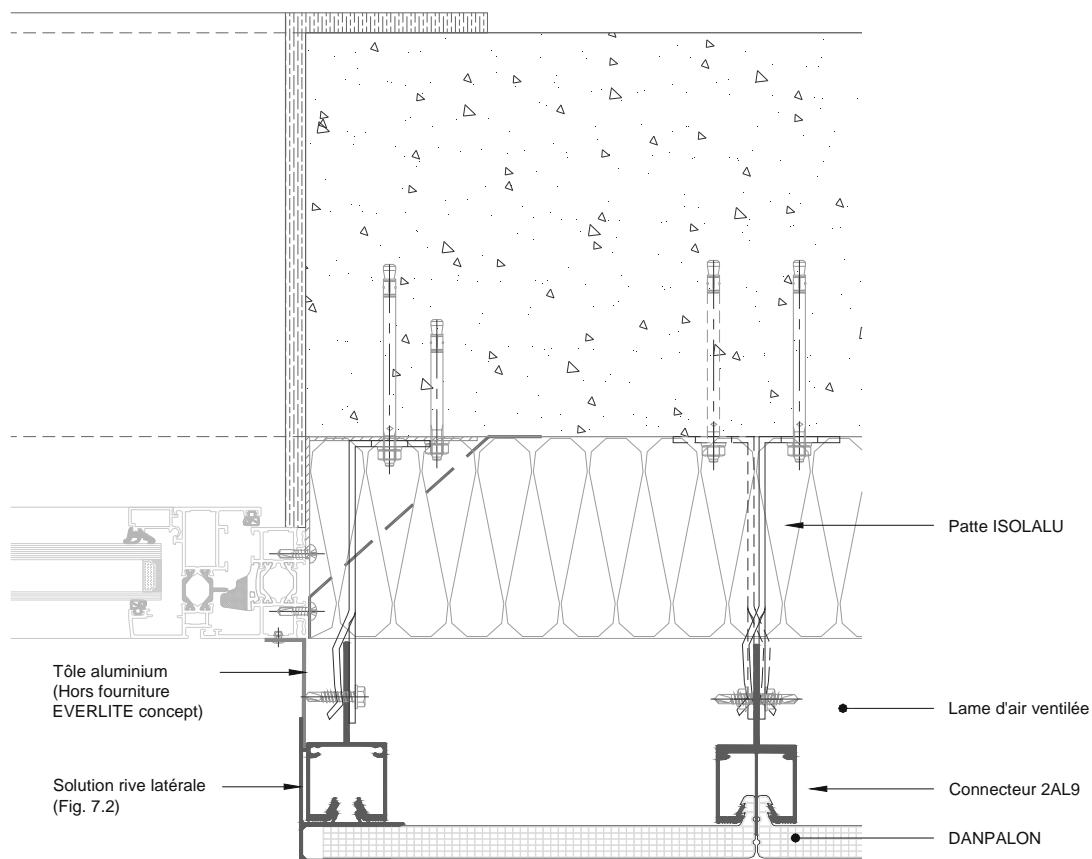 Patte ISOLALU
Tôle aluminium
(Hors fourniture
EVERLITE concept)
Lame d'air ventilée
Solution rive latérale
(Fig. 7.2)
Connecteur 2AL9
DANPALON